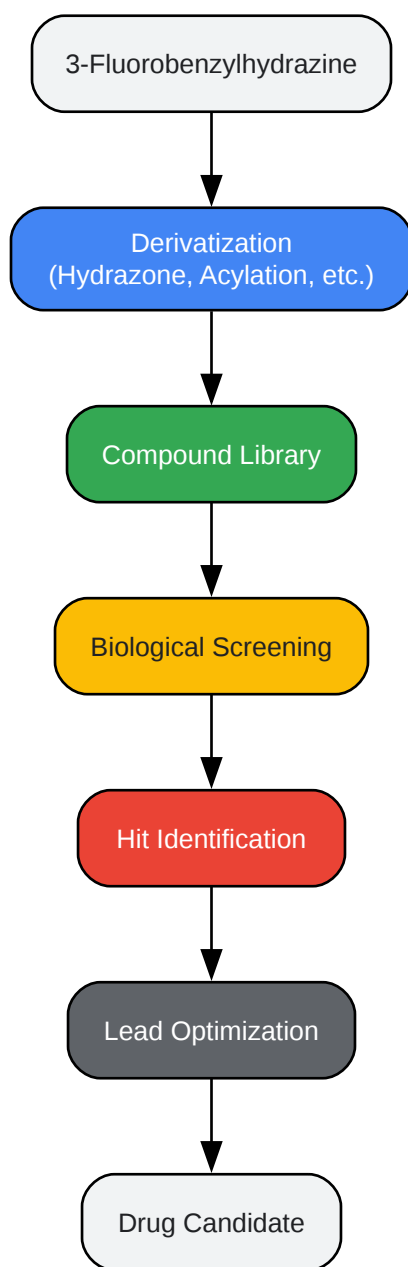 3-Fluorobenzylhydrazine
Derivatization
(Hydrazone, Acylation, etc.)
Compound Library
Biological Screening
Hit Identification
Lead Optimization
Drug Candidate